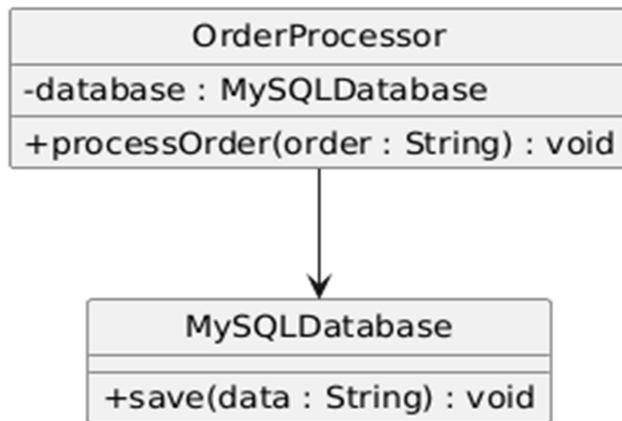 OrderProcessor
-database : MySQLDatabase
+processOrder(order : String) : void
MySQLDatabase
+save(data : String) : void